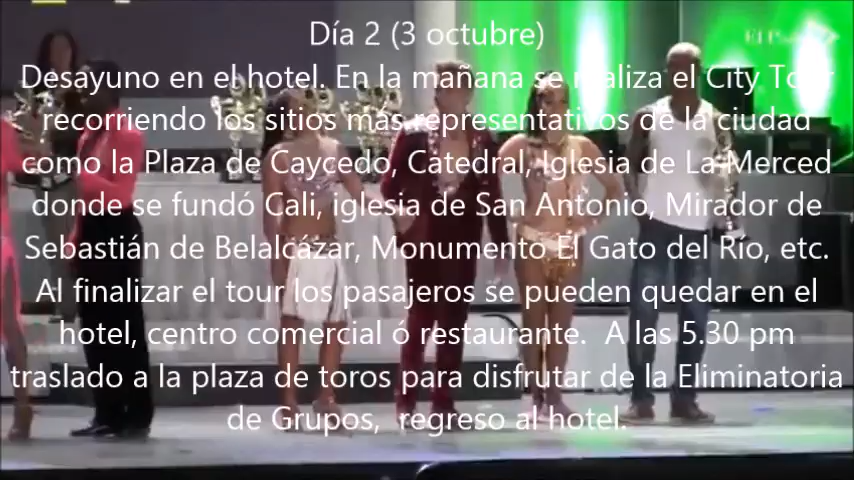 Día 2 (3 octubre)
Desayuno en el hotel. En la mañana se realiza el City Tour
recorriendo los sitios más representativos de la ciudad
como la Plaza de Caycedo, Catedral, Iglesia de La Merced
donde se fundó Cali, iglesia de San Antonio, Mirador de
Sebastián de Belalcázar, Monumento El Gato del Río, etc.
Al finalizar el tour los pasajeros se pueden quedar en el
hotel, centro comercial ó restaurante. A las 5.30 pm
traslado a la plaza de toros para disfrutar de la Eliminatoria
de Grupos, regreso al hotel.